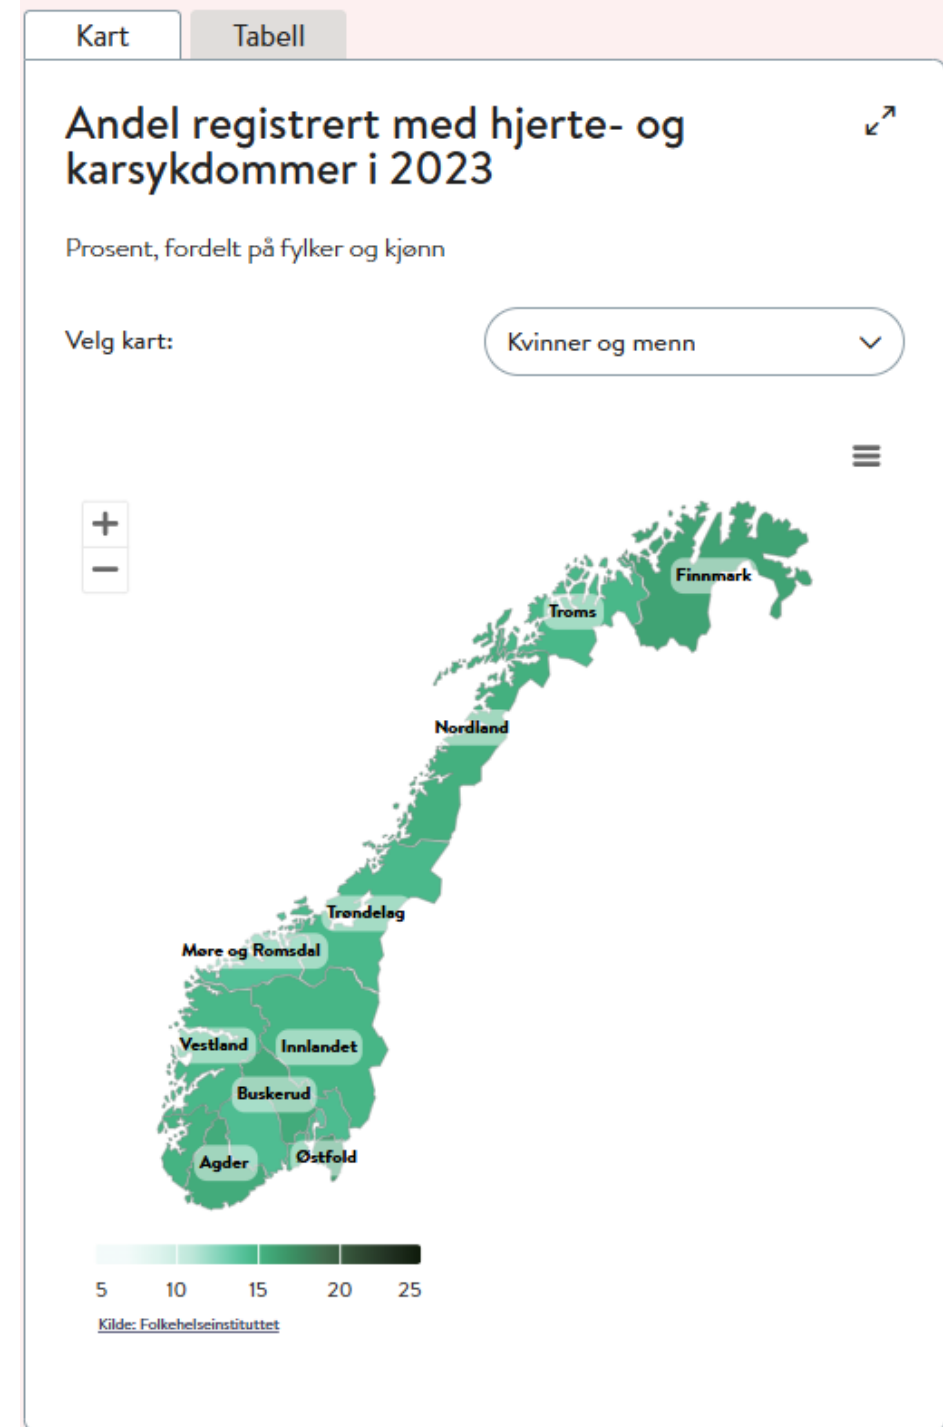 Kart
Tabell
Andel registrert med hjerte- og
karsykdommer i 2023
Prosent, fordelt på fylker og kjønn
Velg kart:
Kvinner og menn
+
−
Finnmark
Troms
Nordland
Trøndelag
Møre og Romsdal
Vestland
Innlandet
Buskerud
Østfold
Agder
5 10 15 20 25
Kilde: Folkehelseinstituttet